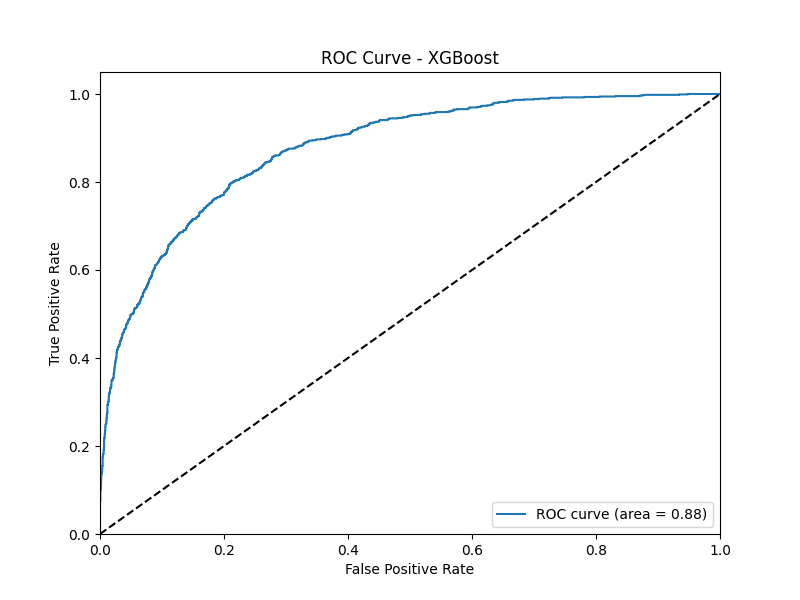 ROC Curve - XGBoost
1.0
0.8
0.6
0.4
0.2
0.0
True Positive Rate
ROC curve (area = 0.88)
0.0 0.2 0.4 0.6 0.8 1.0
False Positive Rate